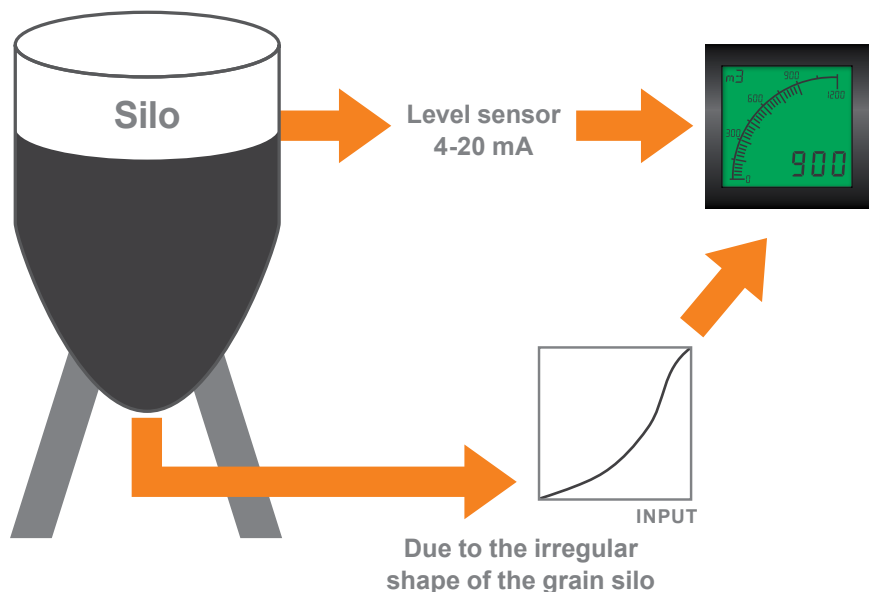 Silo
Level sensor
4-20 mA
m3
900
600
1200
300
0
900
INPUT
Due to the irregular
shape of the grain silo